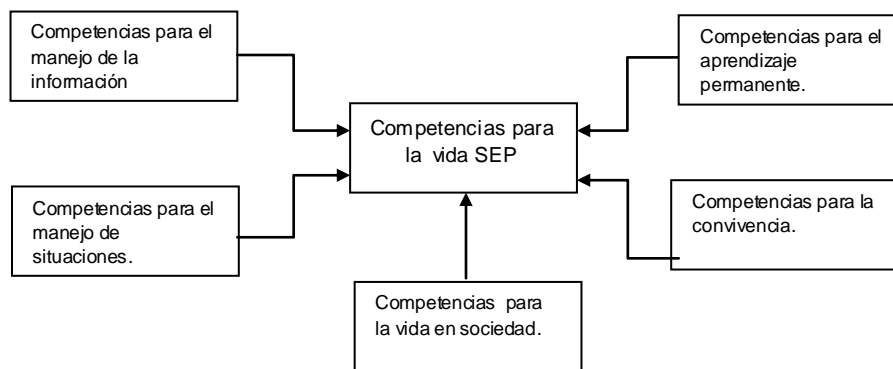 Competencias para el
manejo de la
información
Competencias para el
aprendizaje
permanente.
Competencias para
la vida SEP
Competencias para el
manejo de
situaciones.
Competencias para la
convivencia.
Competencias para
la vida en sociedad.